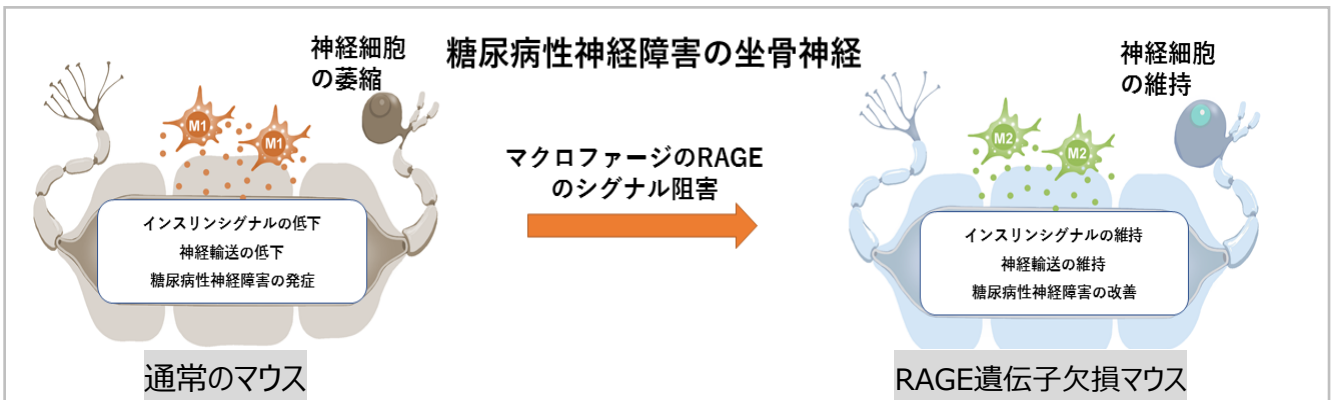 糖尿病性神経障害の坐骨神経
神経細胞
の萎縮
M1
M1
インスリンシグナルの低下
神経輸送の低下
糖尿病性神経障害の発症
通常のマウス
マクロファージのRAGE
のシグナル阻害
神経細胞
の維持
M2
M2
インスリンシグナルの維持
神経輸送の維持
糖尿病性神経障害の改善
RAGE遺伝子欠損マウス